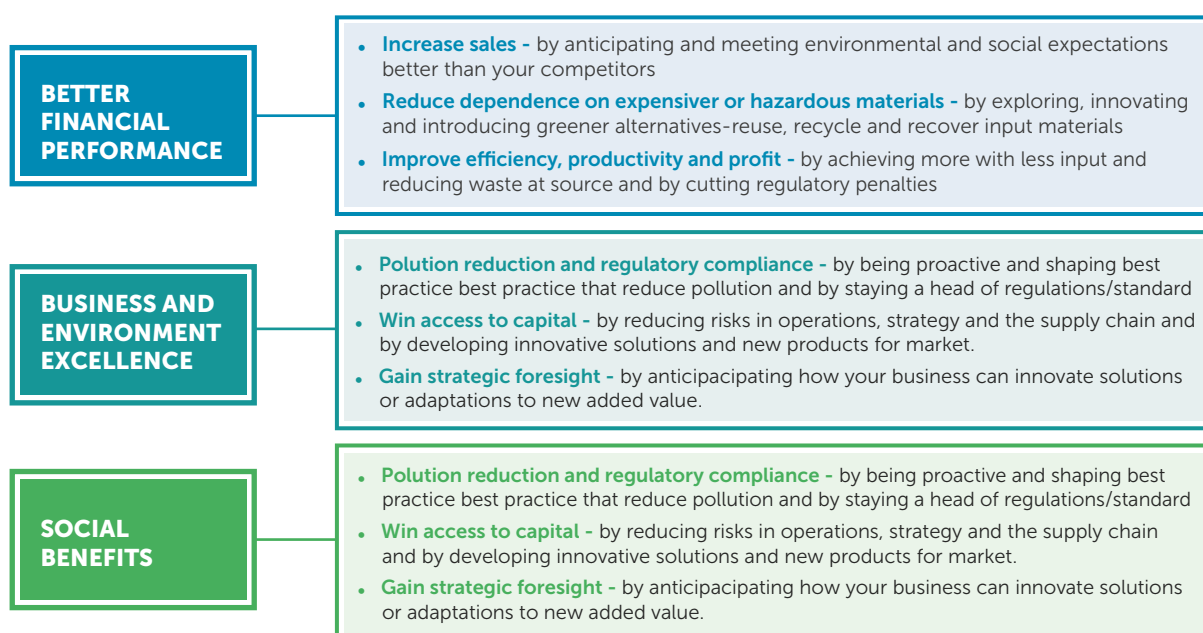 BETTER
FINANCIAL
PERFORMANCE
• Increase sales - by anticipating and meeting environmental and social expectations
better than your competitors
• Reduce dependence on expensiver or hazardous materials - by exploring, innovating
and introducing greener alternatives-reuse, recycle and recover input materials
• Improve efficiency, productivity and profit - by achieving more with less input and
reducing waste at source and by cutting regulatory penalties
BUSINESS AND
ENVIRONMENT
EXCELLENCE
• Polution reduction and regulatory compliance - by being proactive and shaping best
practice best practice that reduce pollution and by staying a head of regulations/standard
• Win access to capital - by reducing risks in operations, strategy and the supply chain and
by developing innovative solutions and new products for market.
• Gain strategic foresight - by anticipacipating how your business can innovate solutions
or adaptations to new added value.
SOCIAL
BENEFITS
• Polution reduction and regulatory compliance - by being proactive and shaping best
practice best practice that reduce pollution and by staying a head of regulations/standard
• Win access to capital - by reducing risks in operations, strategy and the supply chain
and by developing innovative solutions and new products for market.
• Gain strategic foresight - by anticipacipating how your business can innovate solutions
or adaptations to new added value.